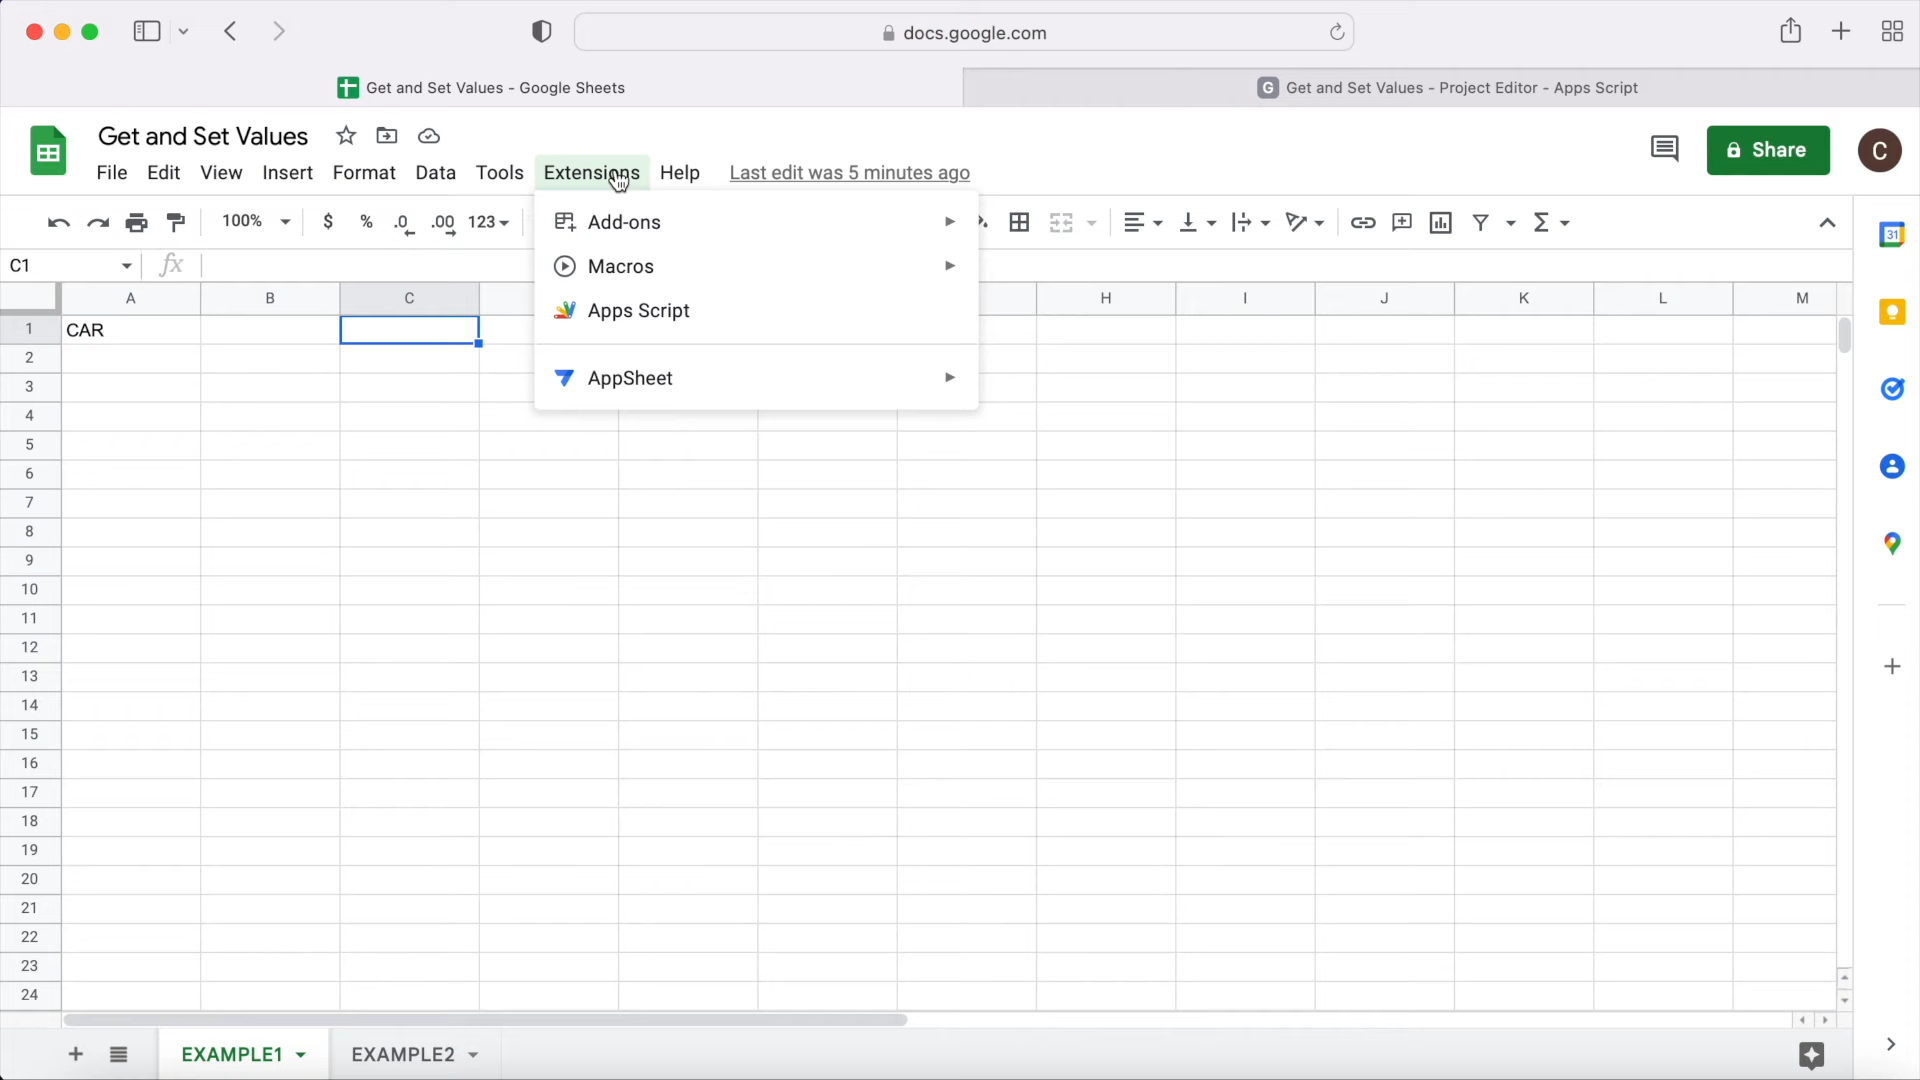 docs.google.com
Get and Set Values - Google Sheets
G Get and Set Values - Project Editor - Apps Script
Get and Set Values
Share
C
File Edit View Insert Format Data Tools Extensions Help Last edit was 5 minutes ago
100% $ % .0 .00 123
31
Add-ons
Macros
Apps Script
AppSheet
C1 fx
A B C H I J K L M
1 CAR
2
3
4
5
6
7
8
9
10
11
12
13
14
15
16
17
18
19
20
21
22
23
24
EXAMPLE1 EXAMPLE2